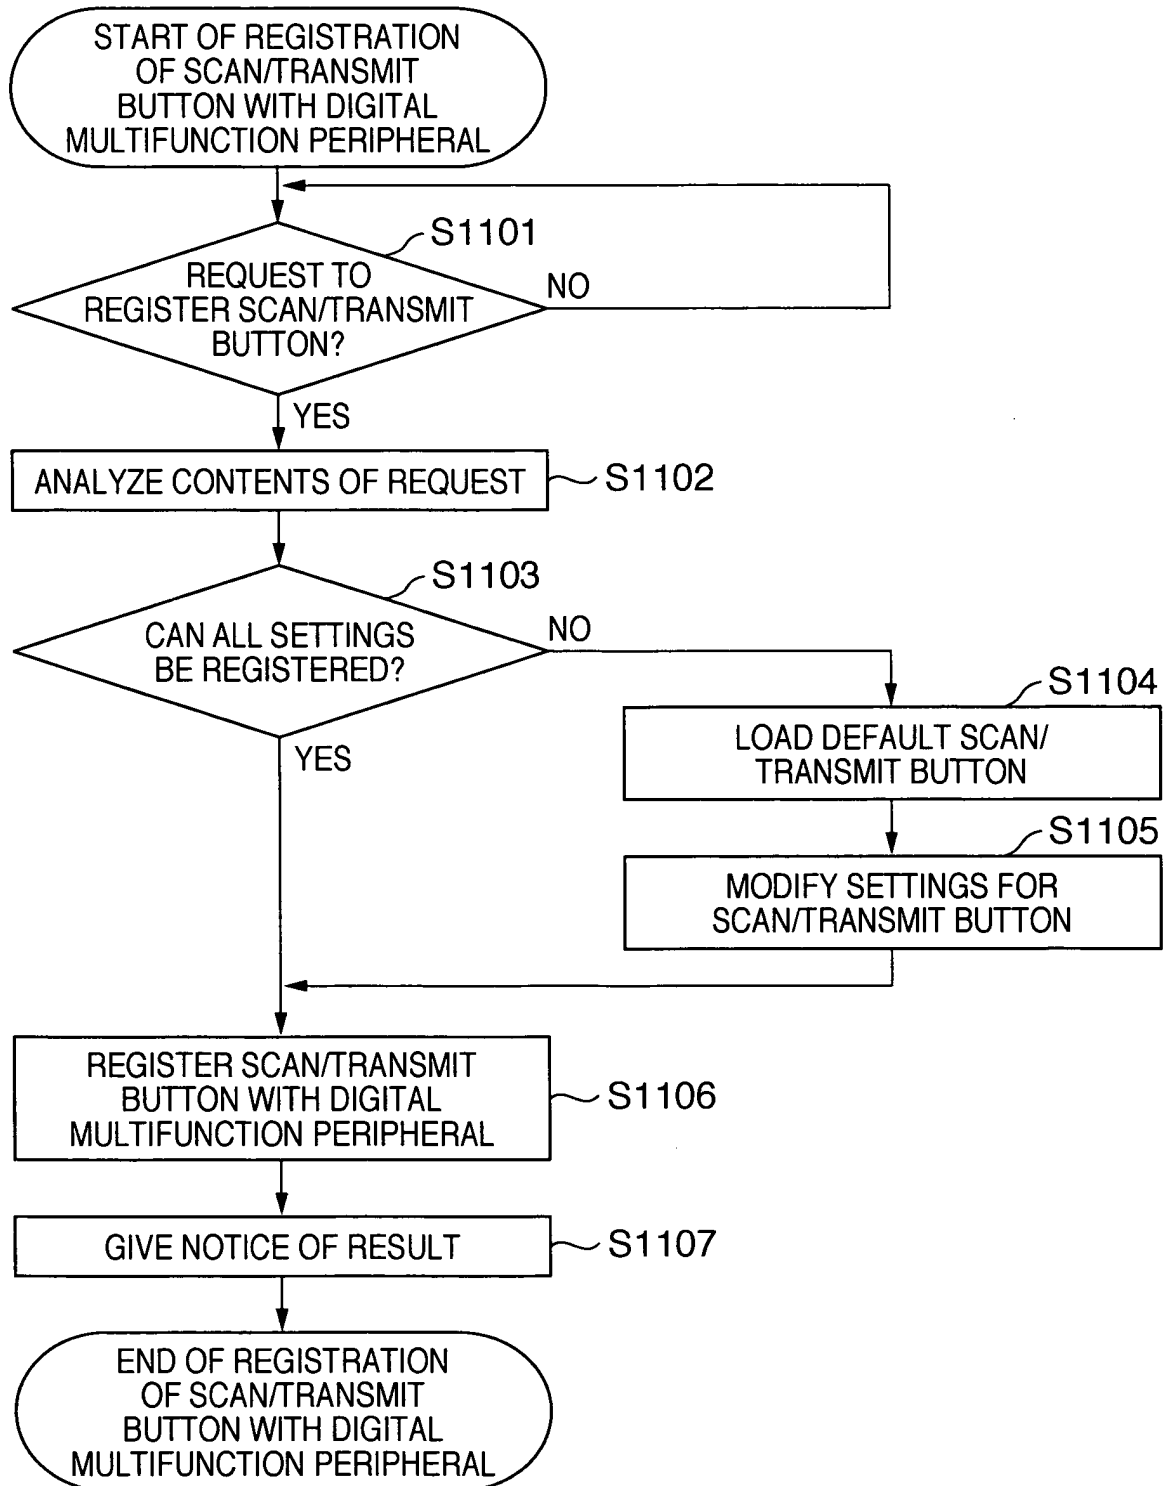 START OF REGISTRATION
OF SCAN/TRANSMIT
BUTTON WITH DIGITAL
MULTIFUNCTION PERIPHERAL
S1101
REQUEST TO
REGISTER SCAN/TRANSMIT
BUTTON?
NO
YES
ANALYZE CONTENTS OF REQUEST
S1102
S1103
CAN ALL SETTINGS
BE REGISTERED?
NO
YES
S1104
LOAD DEFAULT SCAN/
TRANSMIT BUTTON
S1105
MODIFY SETTINGS FOR
SCAN/TRANSMIT BUTTON
REGISTER SCAN/TRANSMIT
BUTTON WITH DIGITAL
MULTIFUNCTION PERIPHERAL
S1106
GIVE NOTICE OF RESULT
S1107
END OF REGISTRATION
OF SCAN/TRANSMIT
BUTTON WITH DIGITAL
MULTIFUNCTION PERIPHERAL